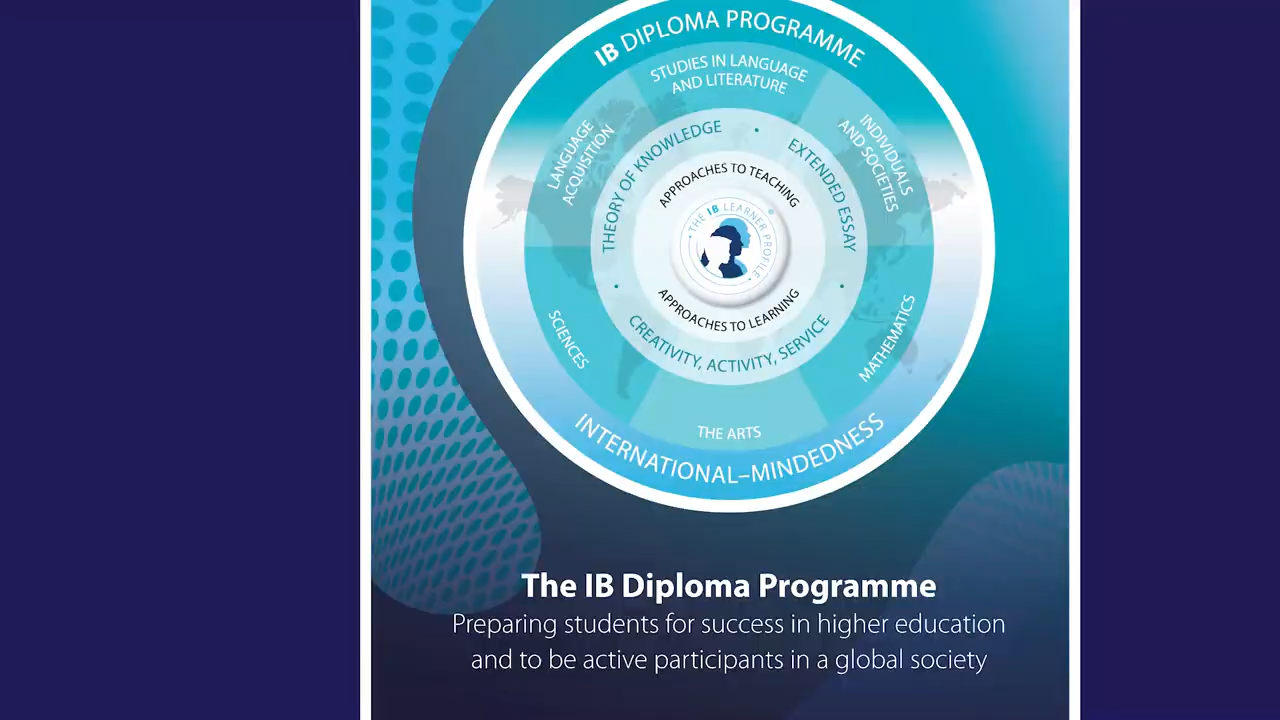 IB DIPLOMA PROGRAMME
STUDIES IN LANGUAGE
AND LITERATURE
LANGUAGE
ACQUISITION
INDIVIDUALS
AND SOCIETIES
THEORY OF KNOWLEDGE
EXTENDED ESSAY
APPROACHES TO TEACHING
THE IB LEARNER PROFILE
APPROACHES TO LEARNING
CREATIVITY, ACTIVITY, SERVICE
SCIENCES
MATHEMATICS
THE ARTS
INTERNATIONAL–MINDEDNESS
The IB Diploma Programme
Preparing students for success in higher education
and to be active participants in a global society